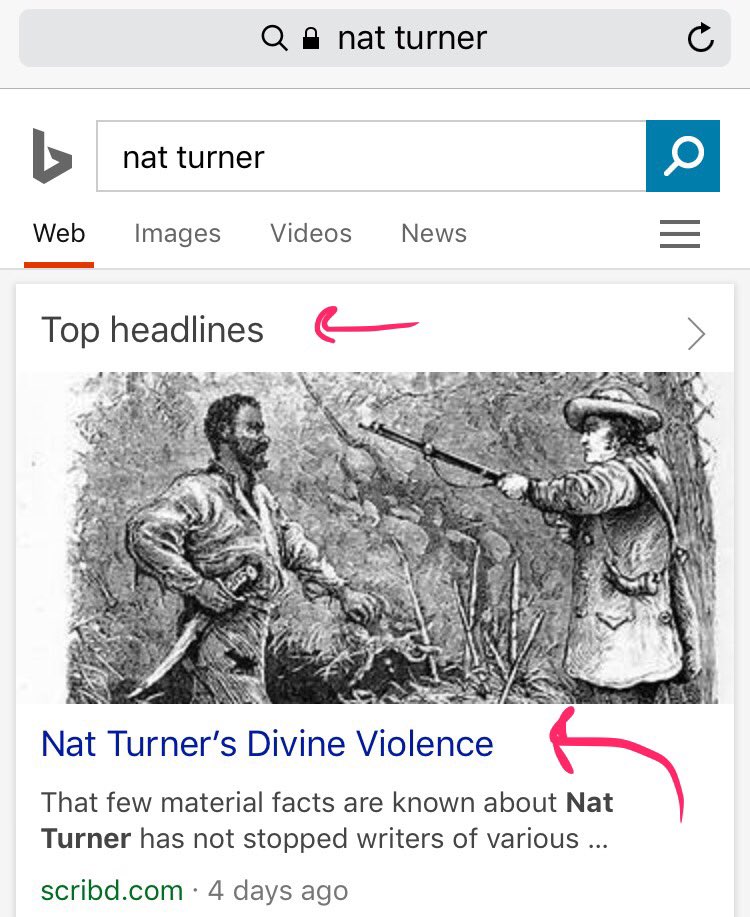 nat turner
nat turner
Web Images Videos News
Top headlines
Nat Turner’s Divine Violence
That few material facts are known about Nat
Turner has not stopped writers of various ...
scribd.com · 4 days ago